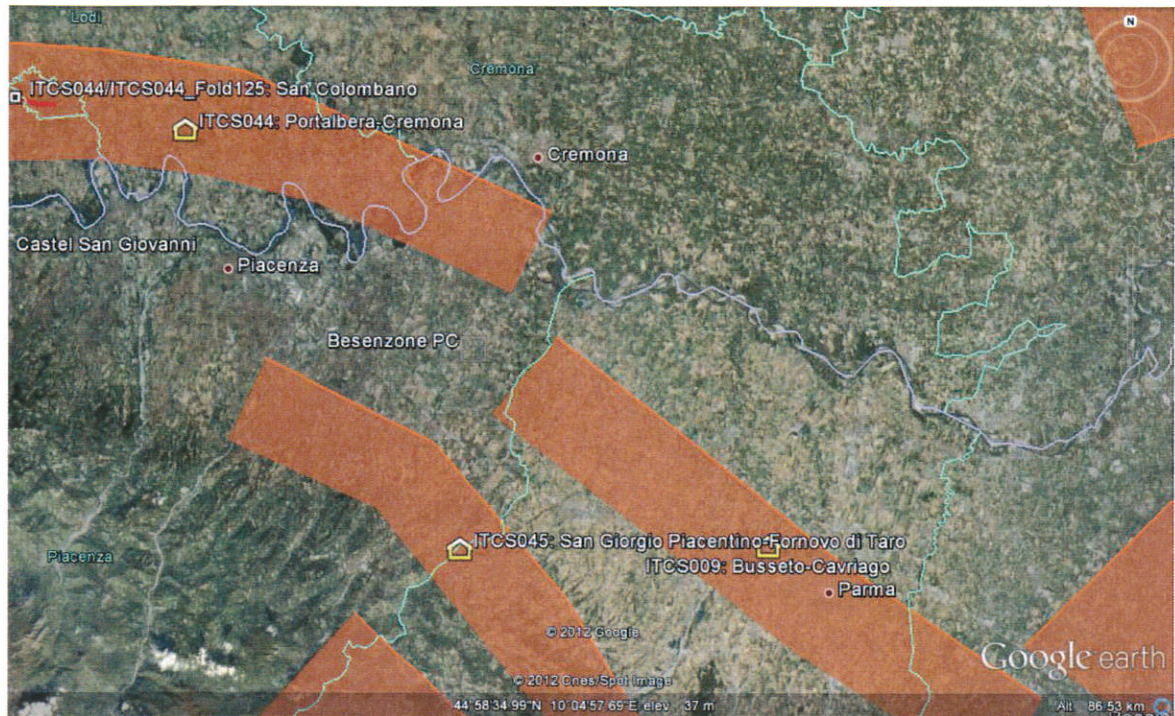 Lodi
N
Cremona
ITCS044/ITCS044_Fold125: San Colombano
ITCS044: Portalbera-Cremona
Cremona
Castel San Giovanni
Piacenza
Besenzone PC
ITCS045: San Giorgio Piacentino-Fornovo di Taro
Piacenza
ITCS009: Busseto-Cavriago
Parma
© 2012 Google
Google earth
© 2012 Cnes/Spot Image
44°58'34.99"N 10°04'57.69"E elev 37 m
Alt 86.53 km